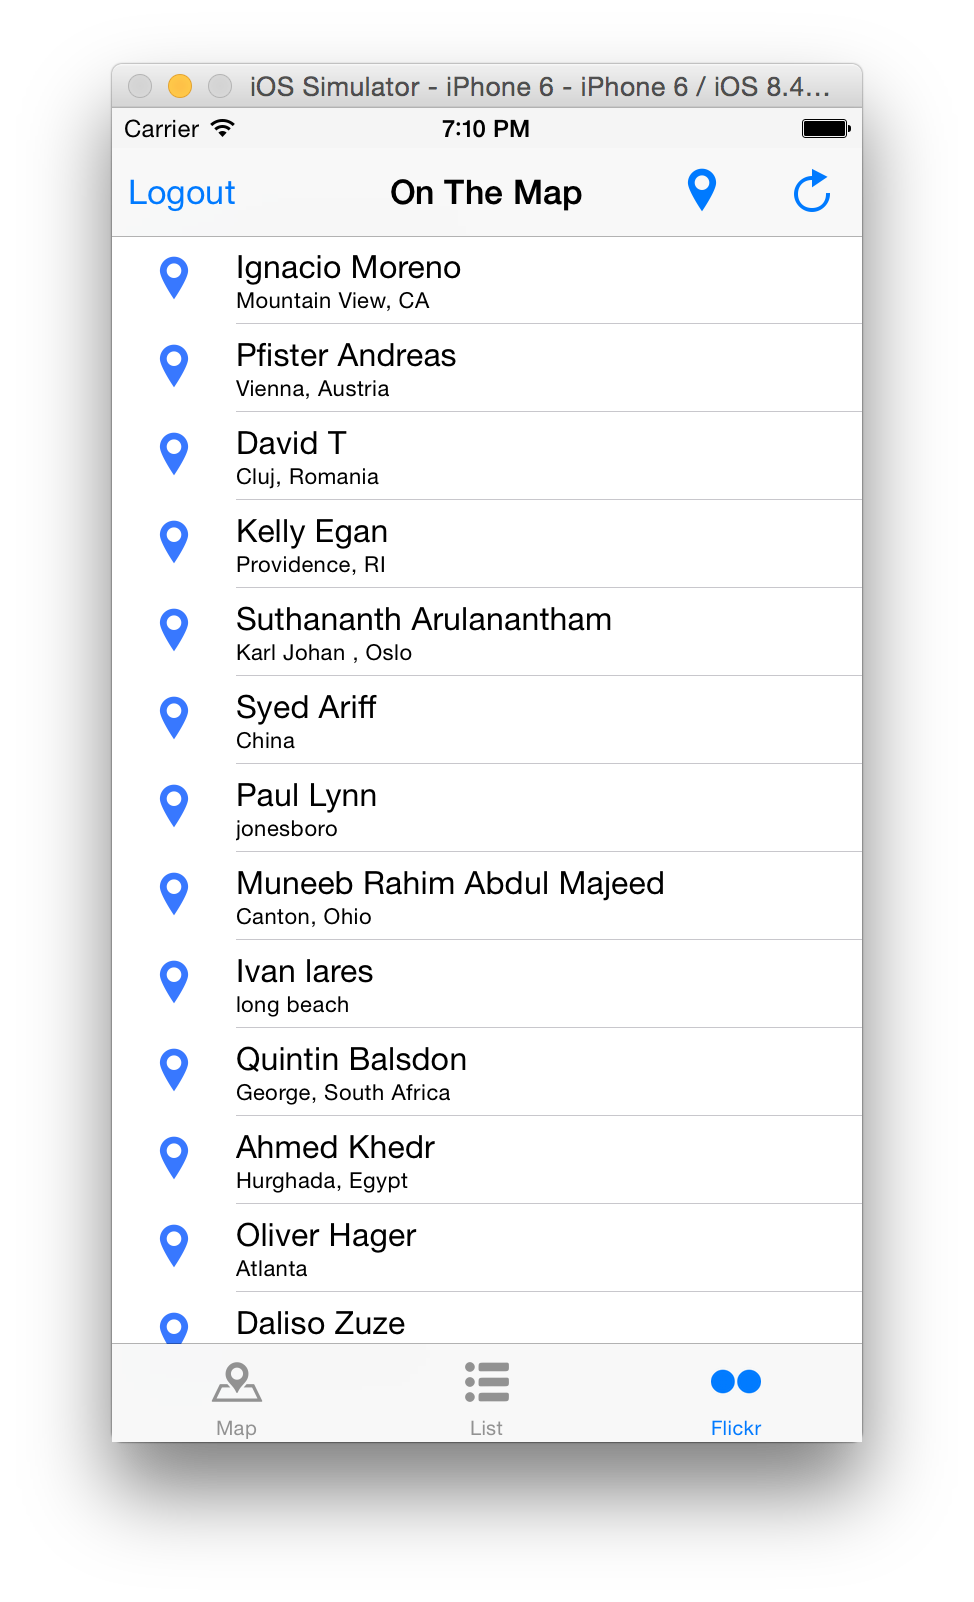 iOS Simulator - iPhone 6 - iPhone 6 / iOS 8.4...
Carrier 7:10 PM
Logout On The Map
Ignacio Moreno
Mountain View, CA
Pfister Andreas
Vienna, Austria
David T
Cluj, Romania
Kelly Egan
Providence, RI
Suthananth Arulanantham
Karl Johan , Oslo
Syed Ariff
China
Paul Lynn
jonesboro
Muneeb Rahim Abdul Majeed
Canton, Ohio
Ivan lares
long beach
Quintin Balsdon
George, South Africa
Ahmed Khedr
Hurghada, Egypt
Oliver Hager
Atlanta
Daliso Zuze
Map List Flickr